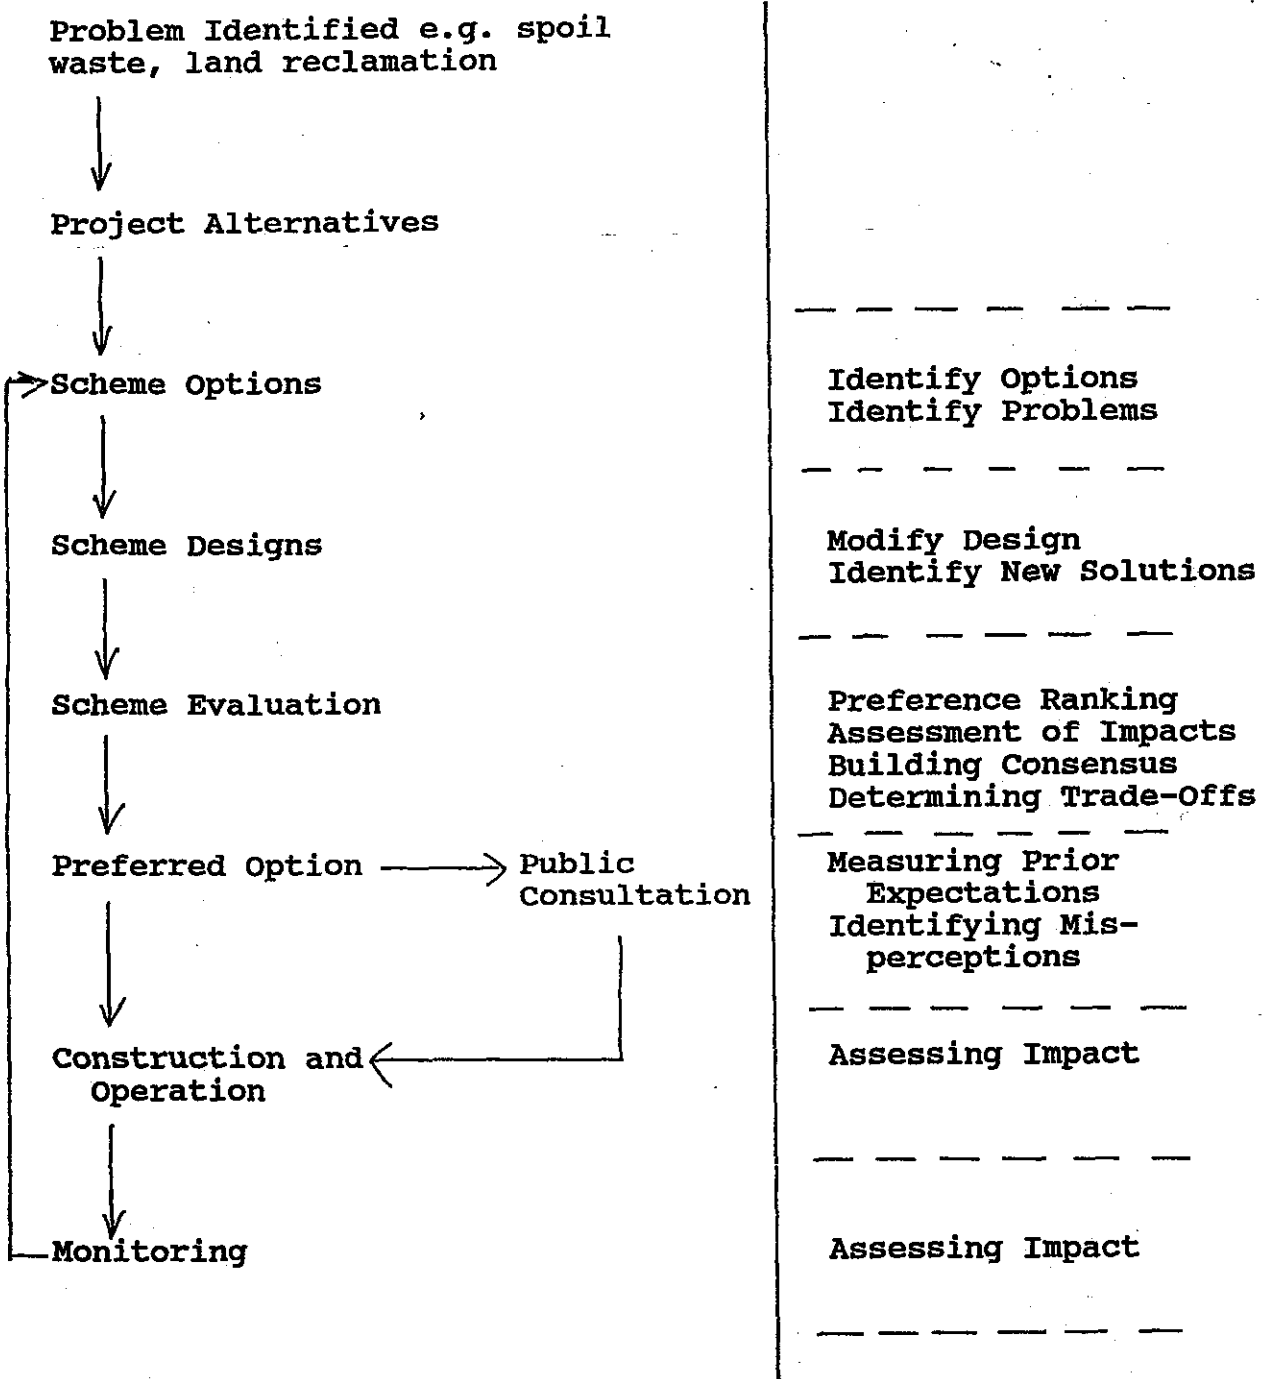 Problem Identified e.g. spoil
waste, land reclamation
Project Alternatives
Scheme Options
Identify Options
Identify Problems
Scheme Designs
Modify Design
Identify New Solutions
Scheme Evaluation
Preference Ranking
Assessment of Impacts
Building Consensus
Determining Trade-Offs
Preferred Option
Public
Consultation
Measuring Prior
Expectations
Identifying Mis-
perceptions
Construction and
Operation
Assessing Impact
Monitoring
Assessing Impact